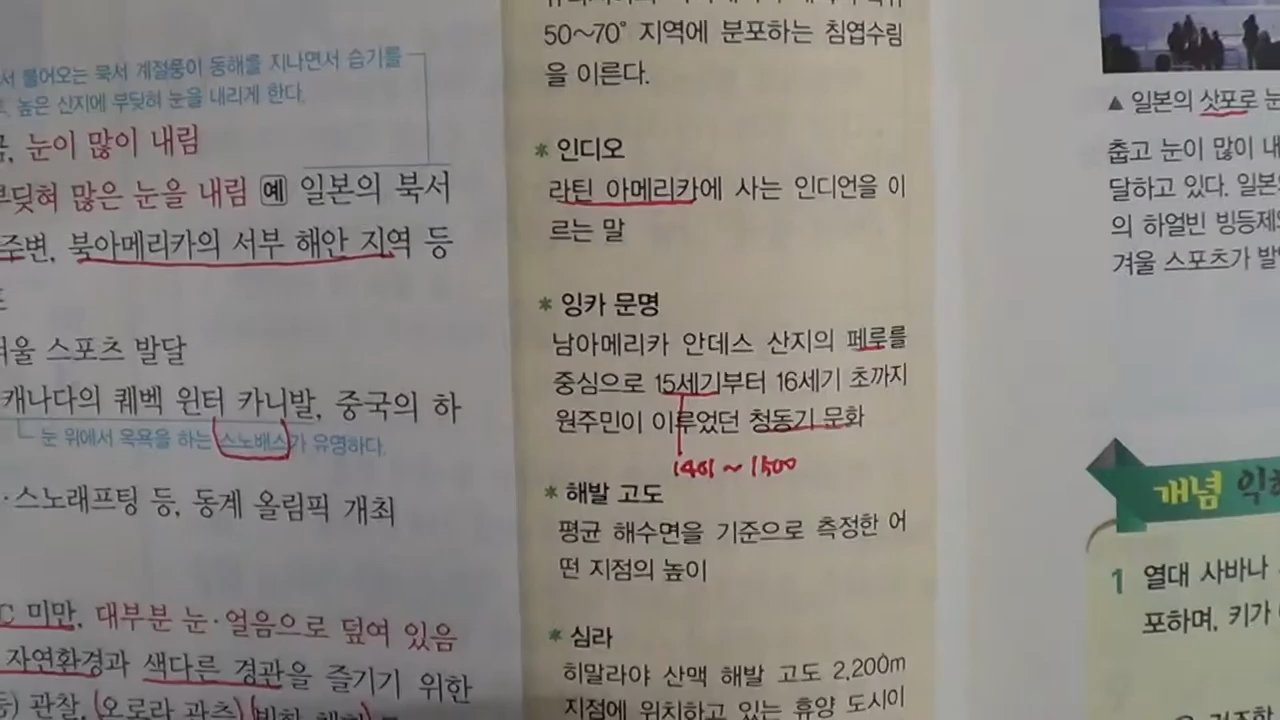 서 불어오는 북서 계절풍이 동해를 지나면서 습기를
높은 산지에 부딪혀 눈을 내리게 한다.
눈이 많이 내림
부딪혀 많은 눈을 내림 예 일본의 북서
주변, 북아메리카의 서부 해안 지역 등
겨울 스포츠 발달
캐나다의 퀘벡 윈터 카니발, 중국의 하
눈 위에서 목욕을 하는 스노배스가 유명하다.
·스노래프팅 등, 동계 올림픽 개최
℃ 미만, 대부분 눈·얼음으로 덮여 있음
자연환경과 색다른 경관을 즐기기 위한
관찰, (오로라 관측)
50~70° 지역에 분포하는 침엽수림
을 이른다.
* 인디오
라틴 아메리카에 사는 인디언을 이
르는 말
* 잉카 문명
남아메리카 안데스 산지의 페루를
중심으로 15세기부터 16세기 초까지
원주민이 이루었던 청동기 문화
1401 ~ 1500
* 해발 고도
평균 해수면을 기준으로 측정한 어
떤 지점의 높이
* 심라
히말라야 산맥 해발 고도 2,200m
지점에 위치하고 있는 휴양 도시이
▲ 일본의 삿포로 눈
춥고 눈이 많이 내
달하고 있다. 일본
의 하얼빈 빙등제
겨울 스포츠가 발
개념 익히
1 열대 사바나
포하며, 키가